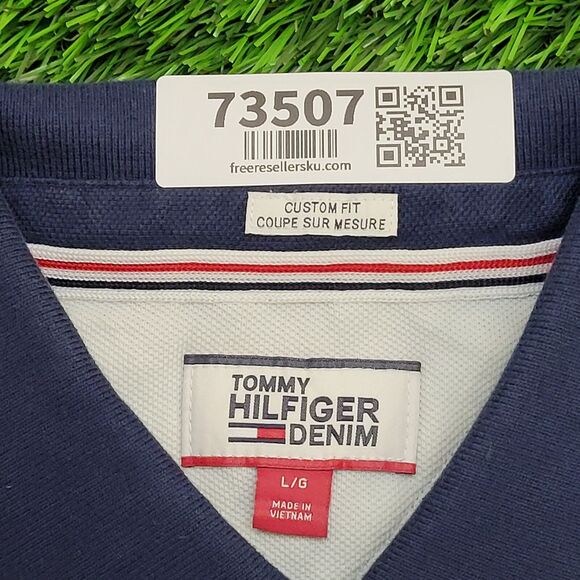 73507
freeresellersku.com
CUSTOM FIT
COUPE SUR MESURE
TOMMY
HILFIGER
DENIM
L/G
MADE IN
VIETNAM